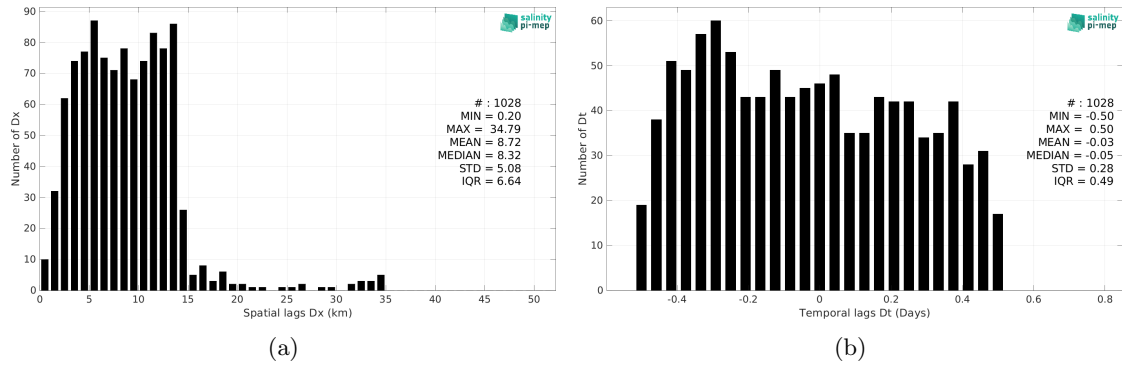 90
80
70
60
50
40
30
20
10
0
Number of Dx
salinity
pi-mep
# : 1028
MIN = 0.20
MAX = 34.79
MEAN = 8.72
MEDIAN = 8.32
STD = 5.08
IQR = 6.64
0 5 10 15 20 25 30 35 40 45 50
Spatial lags Dx (km)
(a)
60
50
40
30
20
10
0
Number of Dt
salinity
pi-mep
# : 1028
MIN = -0.50
MAX = 0.50
MEAN = -0.03
MEDIAN = -0.05
STD = 0.28
IQR = 0.49
-0.4 -0.2 0 0.2 0.4 0.6 0.8
Temporal lags Dt (Days)
(b)